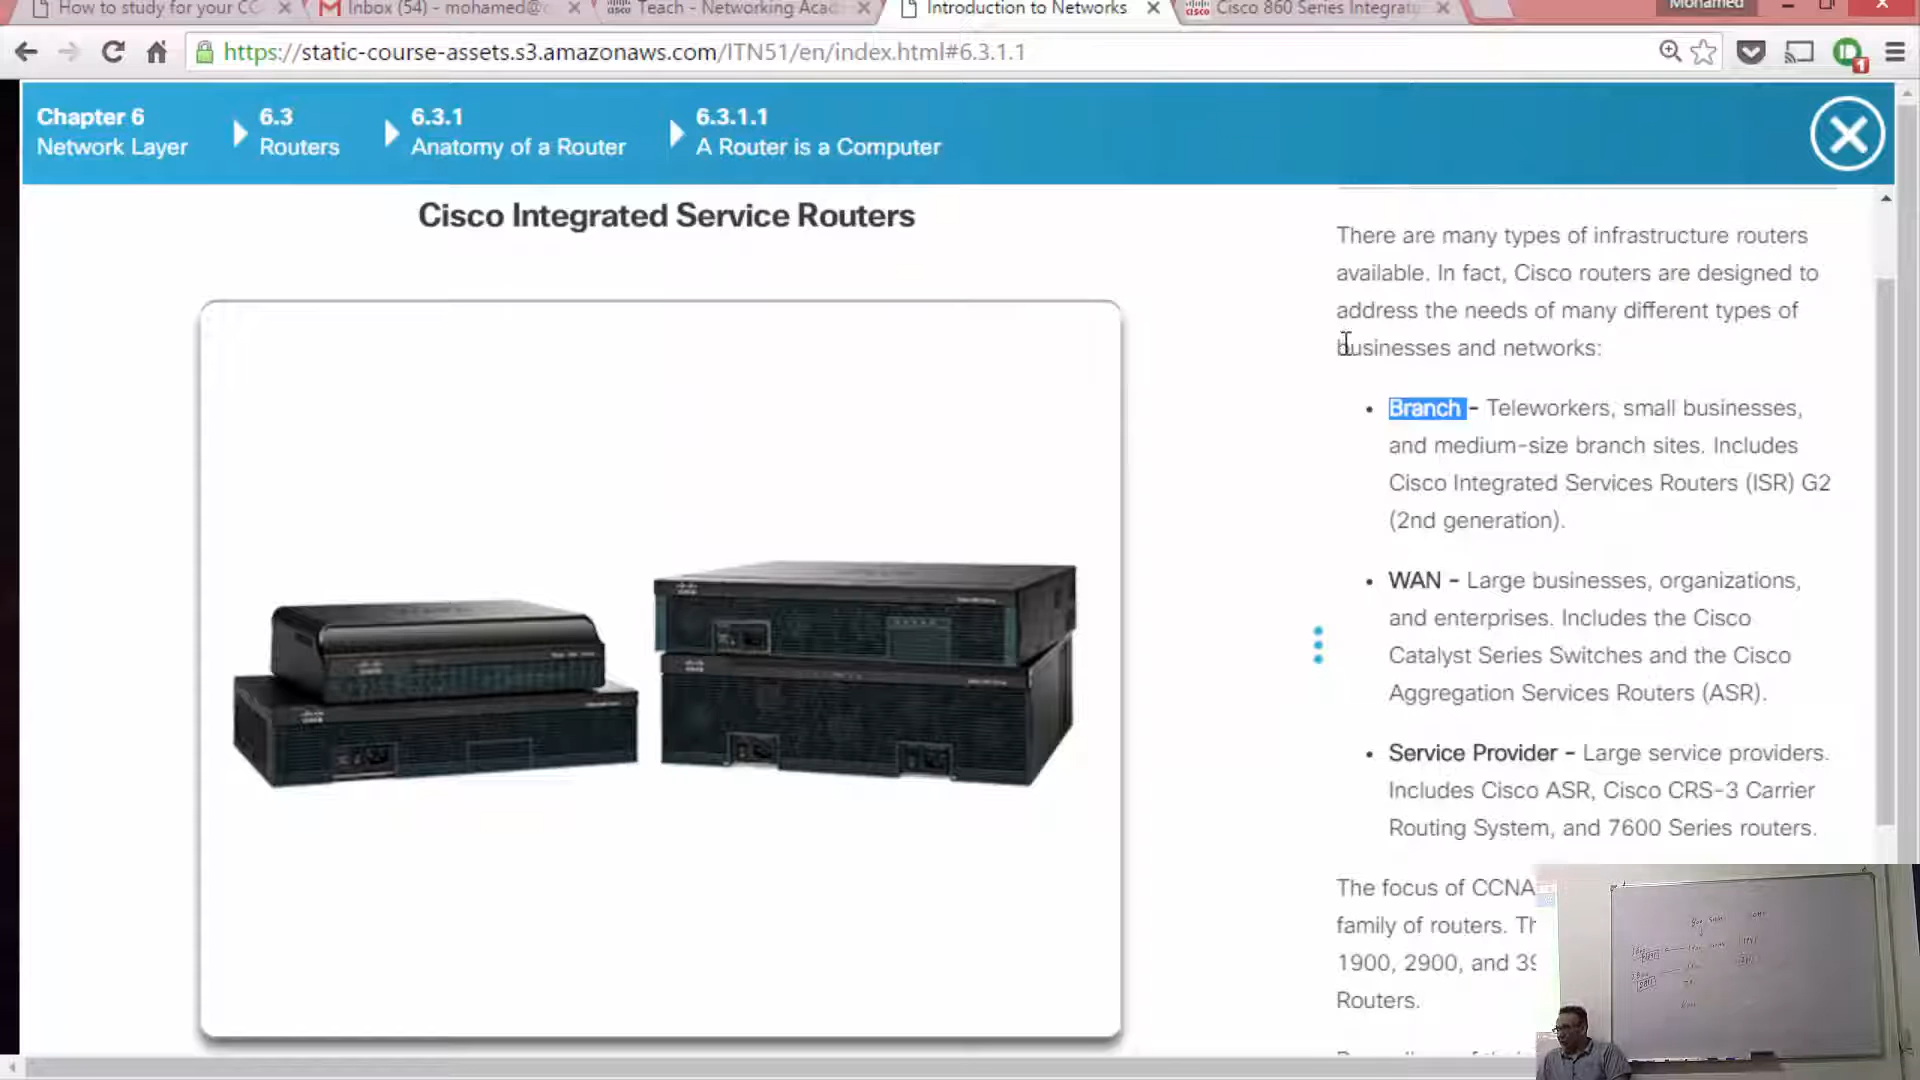 How to study for your CC
Inbox (54) - mohamed@
Teach - Networking Acad
Introduction to Networks
Cisco 860 Series Integrat
Mohamed
https://static-course-assets.s3.amazonaws.com/ITN51/en/index.html#6.3.1.1
1
Chapter 6
Network Layer
6.3
Routers
6.3.1
Anatomy of a Router
6.3.1.1
A Router is a Computer
Cisco Integrated Service Routers
There are many types of infrastructure routers
available. In fact, Cisco routers are designed to
address the needs of many different types of
businesses and networks:
• Branch - Teleworkers, small businesses,
and medium-size branch sites. Includes
Cisco Integrated Services Routers (ISR) G2
(2nd generation).
• WAN - Large businesses, organizations,
and enterprises. Includes the Cisco
Catalyst Series Switches and the Cisco
Aggregation Services Routers (ASR).
• Service Provider - Large service providers.
Includes Cisco ASR, Cisco CRS-3 Carrier
Routing System, and 7600 Series routers.
The focus of CCNA
family of routers. Th
1900, 2900, and 39
Routers.